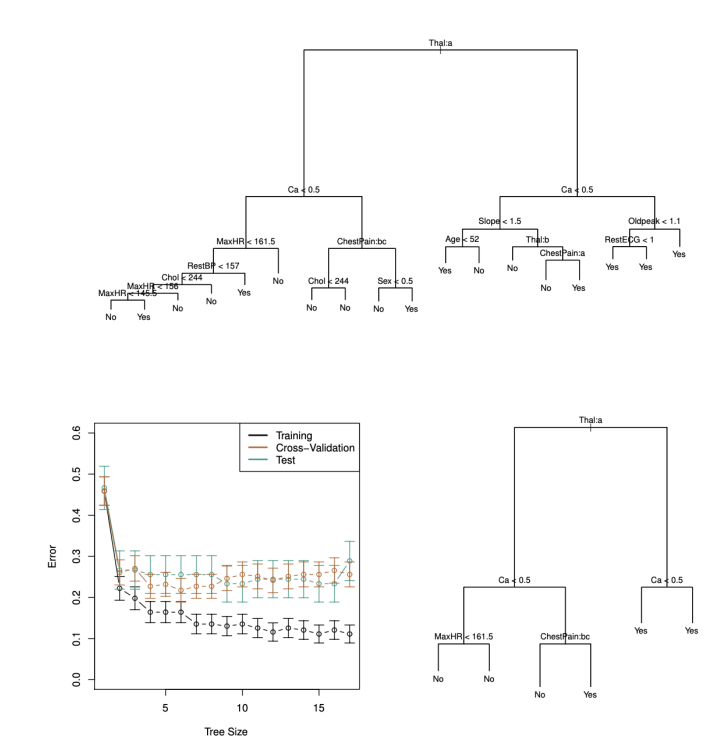 Thal:a
Ca < 0.5
Ca < 0.5
Slope < 1.5
Oldpeak < 1.1
MaxHR < 161.5
ChestPain:bc
Age < 52
Thal:b
RestECG < 1
ChestPain:a
Yes
RestBP < 157
Yes
No
No
Yes
Yes
Chol < 244
No
Chol < 244
Sex < 0.5
No
Yes
MaxHR < 156
MaxHR < 145.5
Yes
No
No
No
No
No
Yes
No
Yes
Training
Cross−Validation
Test
0.6
0.5
0.4
0.3
0.2
0.1
0.0
Error
5
10
15
Tree Size
Thal:a
Ca < 0.5
Ca < 0.5
MaxHR < 161.5
ChestPain:bc
Yes
Yes
No
No
No
Yes